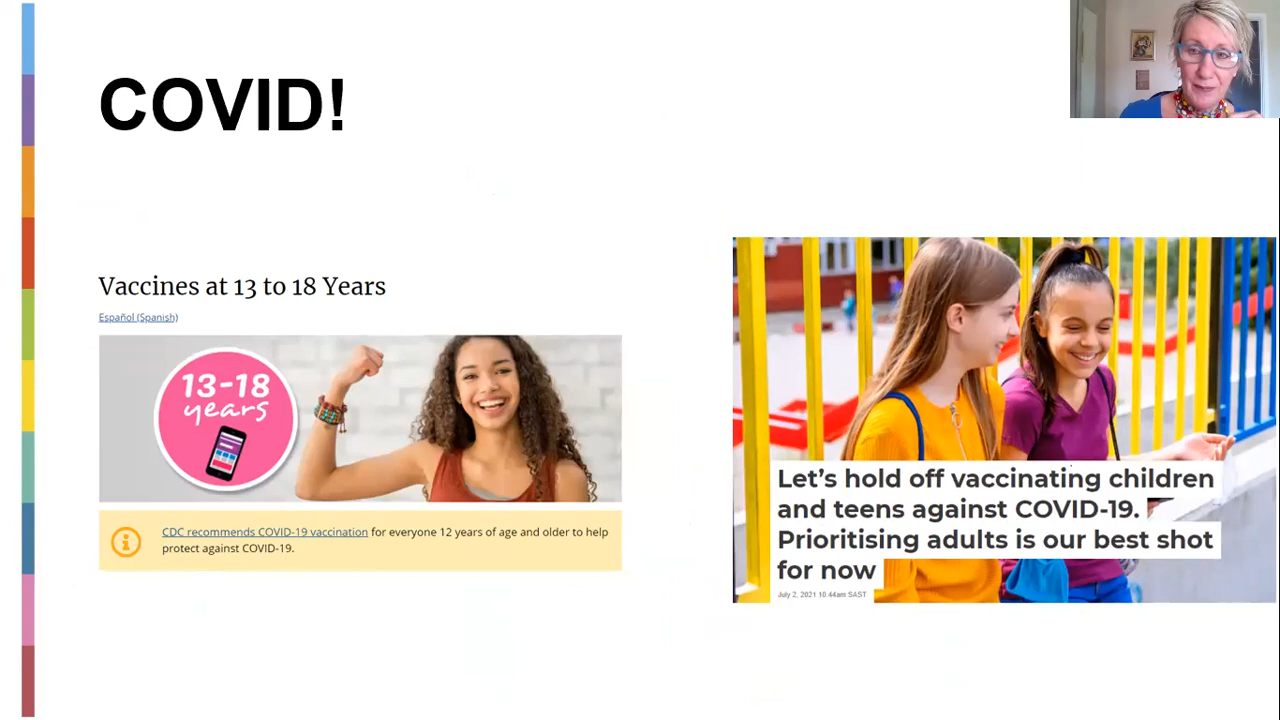 COVID!
Vaccines at 13 to 18 Years
Español (Spanish)
13-18
years
CDC recommends COVID-19 vaccination for everyone 12 years of age and older to help
protect against COVID-19.
Let's hold off vaccinating children
and teens against COVID-19.
Prioritising adults is our best shot
for now
July 2, 2021 10.44am SAST